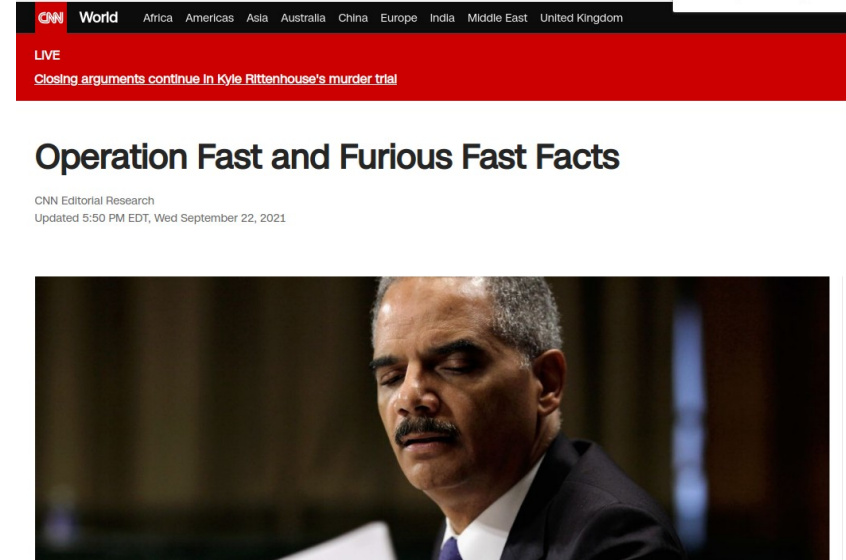 CNN World Africa Americas Asia Australia China Europe India Middle East United Kingdom
LIVE
Closing arguments continue in Kyle Rittenhouse's murder trial
Operation Fast and Furious Fast Facts
CNN Editorial Research
Updated 5:50 PM EDT, Wed September 22, 2021